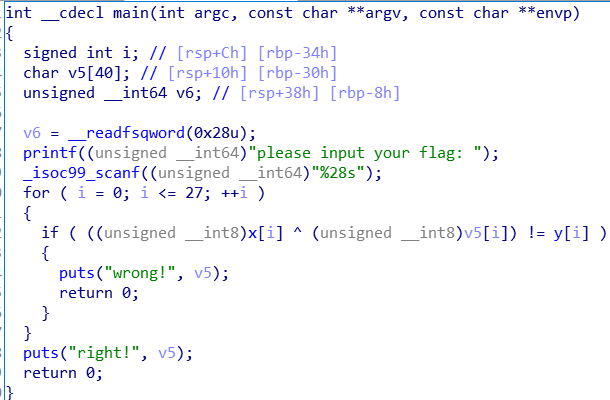 int __cdecl main(int argc, const char **argv, const char **envp)
{
  signed int i; // [rsp+Ch] [rbp-34h]
  char v5[40]; // [rsp+10h] [rbp-30h]
  unsigned __int64 v6; // [rsp+38h] [rbp-8h]

  v6 = __readfsqword(0x28u);
  printf((unsigned __int64)"please input your flag: ");
  _isoc99_scanf((unsigned __int64)"%28s");
  for ( i = 0; i <= 27; ++i )
  {
    if ( ((unsigned __int8)x[i] ^ (unsigned __int8)v5[i]) != y[i] )
    {
      puts("wrong!", v5);
      return 0;
    }
  }
  puts("right!", v5);
  return 0;
}